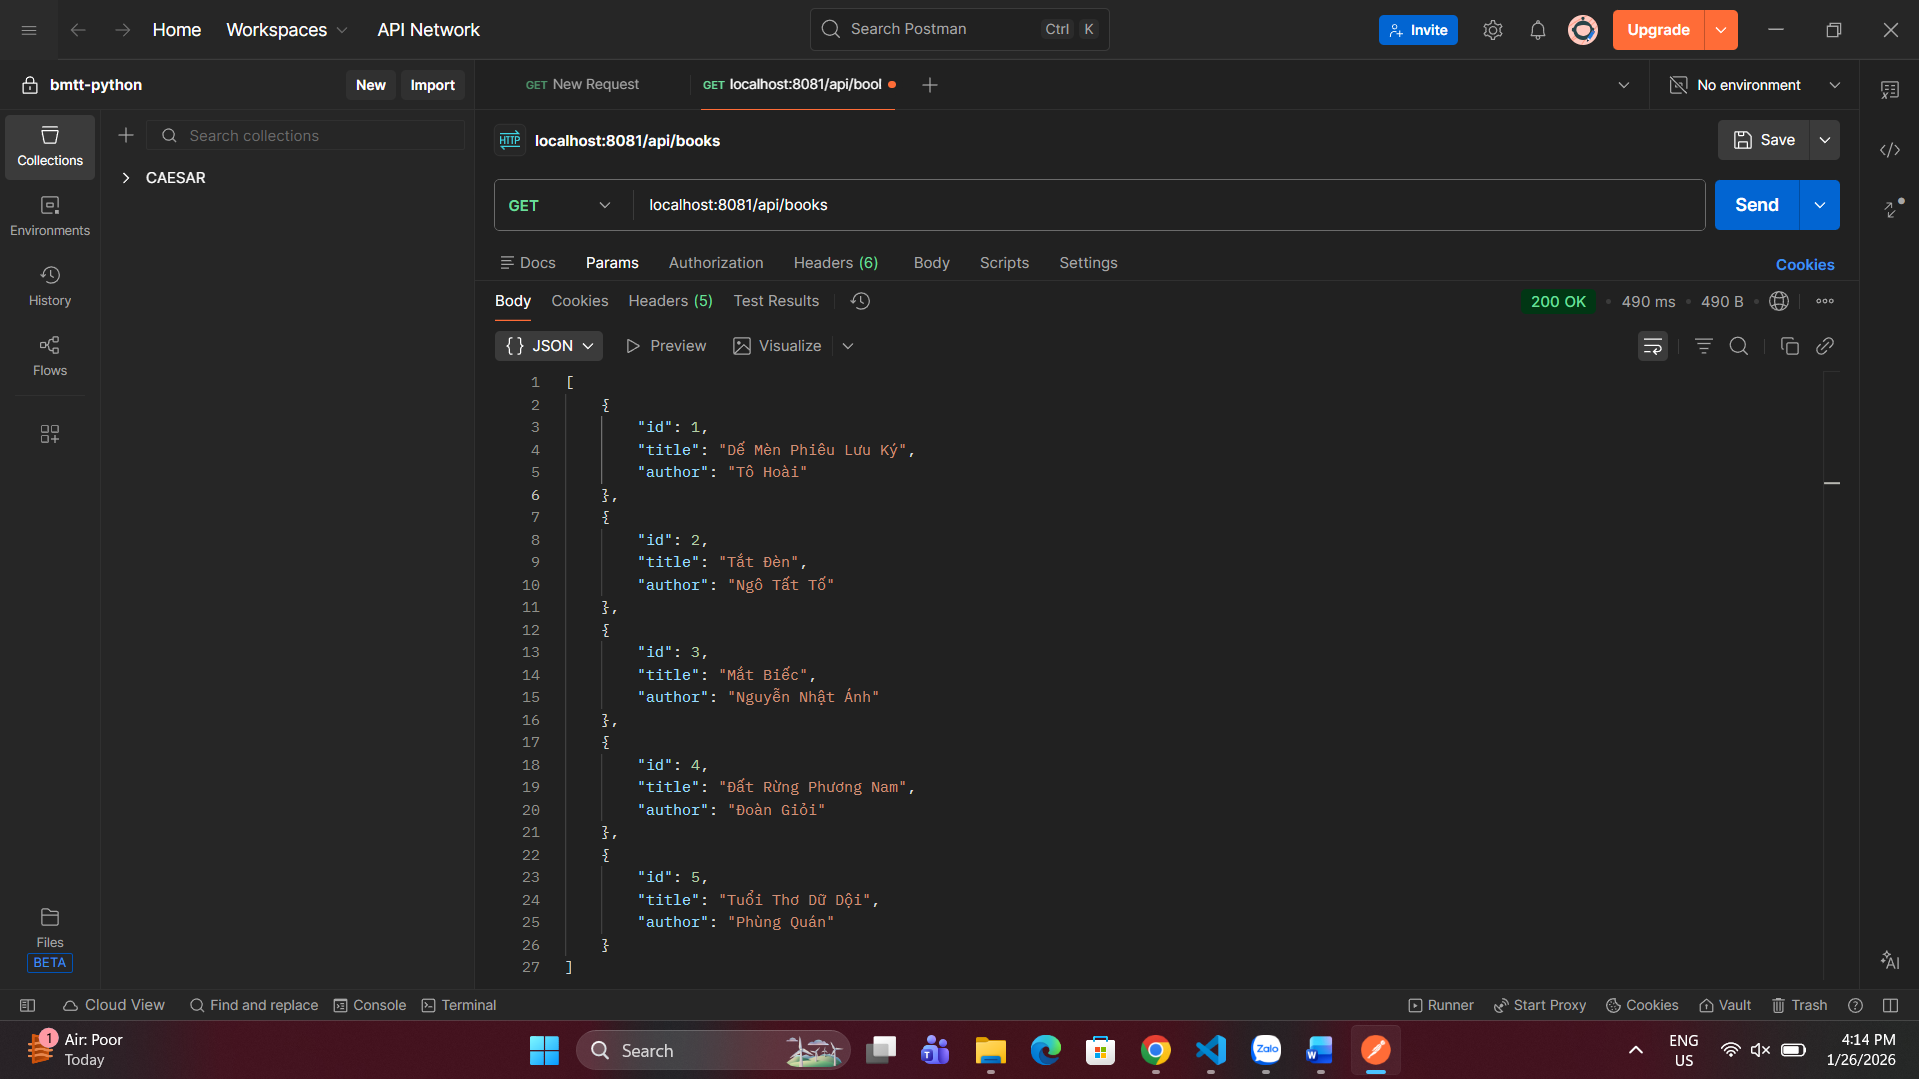 Home Workspaces API Network
Search Postman Ctrl K
Invite
Upgrade
bmtt-python New Import
GET New Request
GET localhost:8081/api/bool
No environment
Collections
Search collections
CAESAR
Environments
History
Flows
Files
BETA
HTTP localhost:8081/api/books
Save
GET localhost:8081/api/books
Send
Docs Params Authorization Headers (6) Body Scripts Settings
Cookies
Body Cookies Headers (5) Test Results
200 OK • 490 ms • 490 B •
{} JSON Preview Visualize
1 [
2 {
3 "id": 1,
4 "title": "Dế Mèn Phiêu Lưu Ký",
5 "author": "Tô Hoài"
6 },
7 {
8 "id": 2,
9 "title": "Tắt Đèn",
10 "author": "Ngô Tất Tố"
11 },
12 {
13 "id": 3,
14 "title": "Mắt Biếc",
15 "author": "Nguyễn Nhật Ánh"
16 },
17 {
18 "id": 4,
19 "title": "Đất Rừng Phương Nam",
20 "author": "Đoàn Giỏi"
21 },
22 {
23 "id": 5,
24 "title": "Tuổi Thơ Dữ Dội",
25 "author": "Phùng Quán"
26 }
27 ]
AI
Cloud View Find and replace Console Terminal
Runner Start Proxy Cookies Vault Trash
1 Air: Poor
Today
Search
Zalo
ENG
US
4:14 PM
1/26/2026